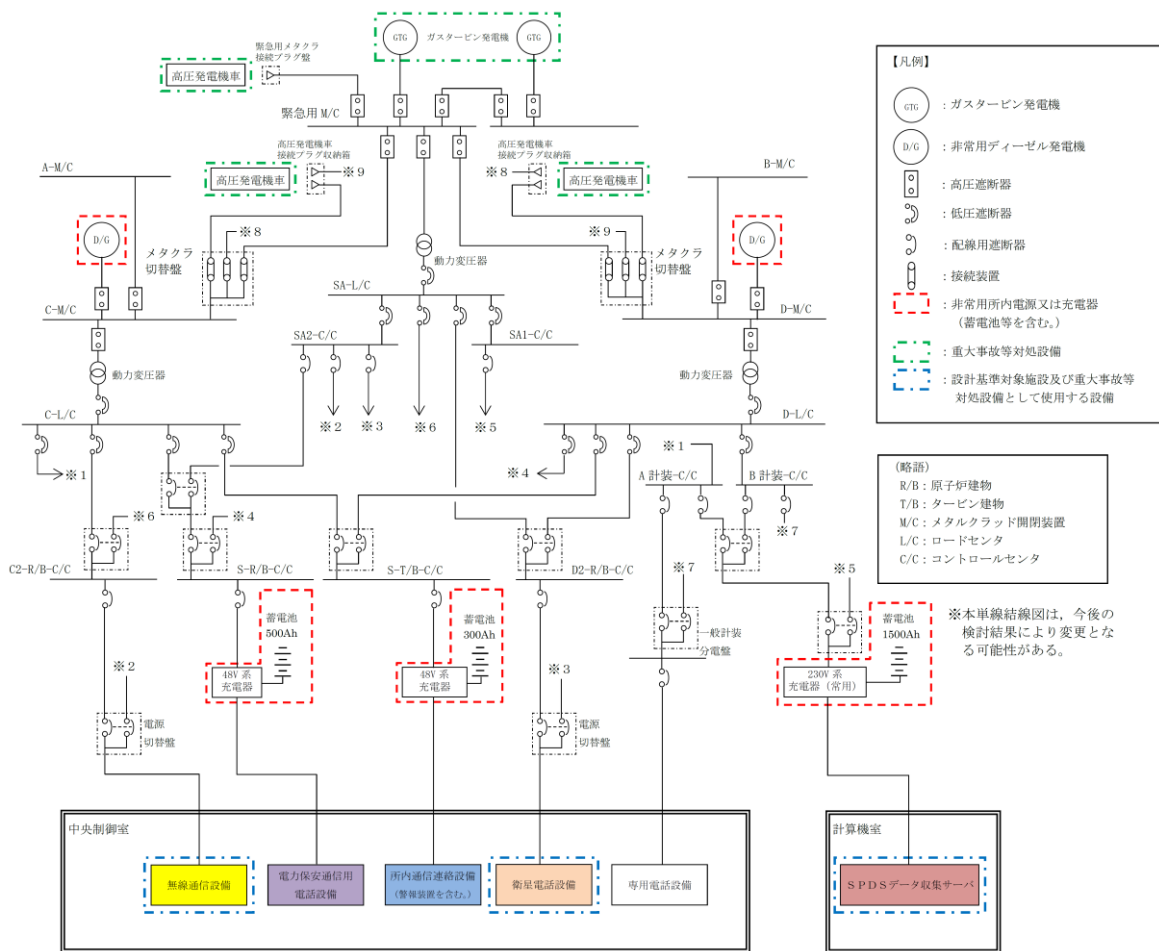 緊急用メタクラ
接続プラグ盤
高圧発電機車
GTG
ガスタービン発電機
GTG
緊急用 M/C
高圧発電機車
接続プラグ収納箱
高圧発電機車
※9
高圧発電機車
接続プラグ収納箱
※8
高圧発電機車
A-M/C
B-M/C
D/G
メタクラ
切替盤
※8
動力変圧器
※9
メタクラ
切替盤
D/G
C-M/C
SA-L/C
D-M/C
SA2-C/C
SA1-C/C
動力変圧器
動力変圧器
C-L/C
※2
※3
※6
※5
D-L/C
※1
※4
※1
A 計装-C/C
B 計装-C/C
※7
※6
※4
C2-R/B-C/C
S-R/B-C/C
S-T/B-C/C
D2-R/B-C/C
※7
※5
蓄電池
500Ah
蓄電池
300Ah
蓄電池
1500Ah
一般計装
分電盤
※2
48V 系
充電器
48V 系
充電器
※3
230V 系
充電器（常用）
電源
切替盤
電源
切替盤
中央制御室
無線通信設備
電力保安通信用
電話設備
所内通信連絡設備
（警報装置を含む。）
衛星電話設備
専用電話設備
計算機室
ＳＰＤＳデータ収集サーバ
【凡例】
GTG
：ガスタービン発電機
D/G
：非常用ディーゼル発電機
：高圧遮断器
：低圧遮断器
：配線用遮断器
：接続装置
：非常用所内電源又は充電器
（蓄電池等を含む。）
：重大事故等対処設備
：設計基準対象施設及び重大事故等
対処設備として使用する設備
（略語）
R/B：原子炉建物
T/B：タービン建物
M/C：メタルクラッド開閉装置
L/C：ロードセンタ
C/C：コントロールセンタ
※本単線結線図は，今後の
検討結果により変更とな
る可能性がある。